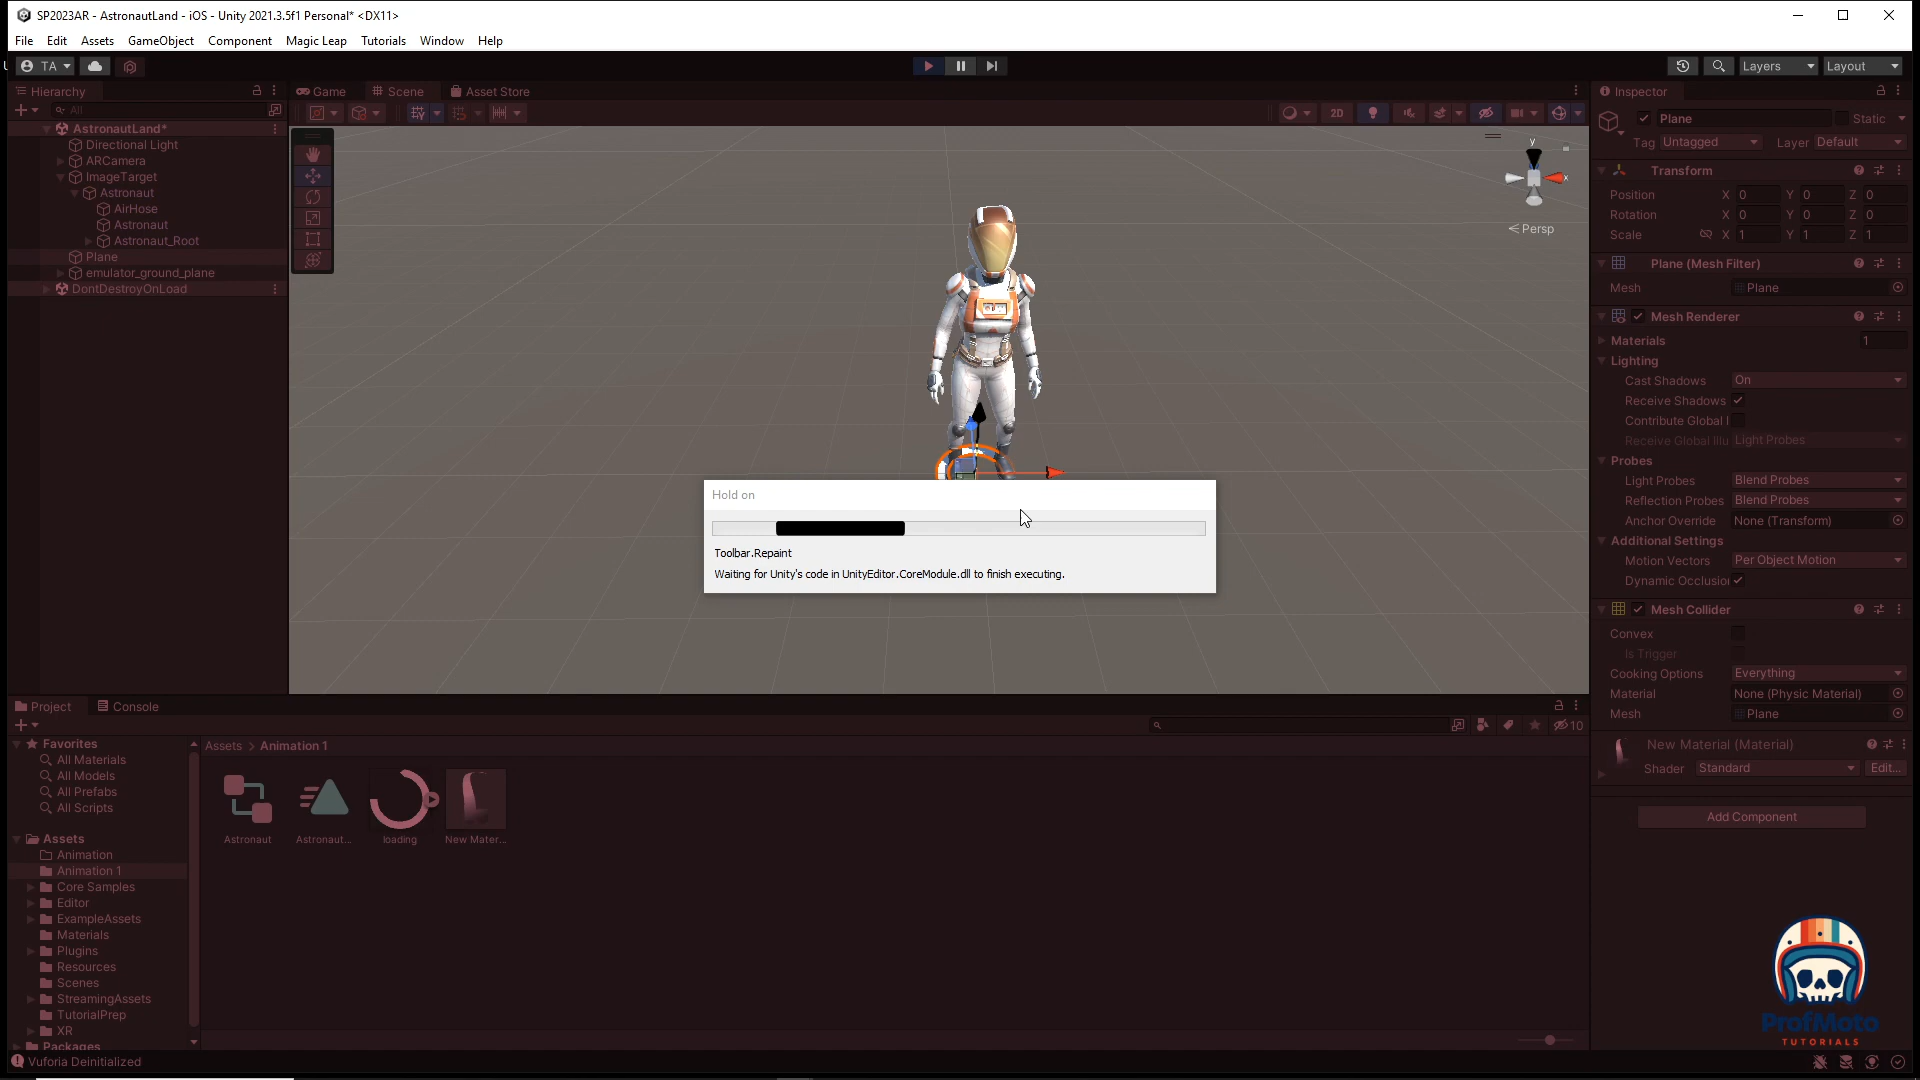 SP2023AR - AstronautLand - iOS - Unity 2021.3.5f1 Personal* <DX11>
File Edit Assets GameObject Component Magic Leap Tutorials Window Help
TA
Layers Layout
Hierarchy
Game Scene Asset Store
Inspector
All
2D
Plane Static
Tag Untagged Layer Default
AstronautLand*
Directional Light
ARCamera
ImageTarget
Astronaut
AirHose
Astronaut
Astronaut_Root
Plane
emulator_ground_plane
DontDestroyOnLoad
y
x
Persp
Transform
Position X 0 Y 0 Z 0
Rotation X 0 Y 0 Z 0
Scale X 1 Y 1 Z 1
Plane (Mesh Filter)
Mesh Plane
Mesh Renderer
Materials 1
Lighting
Cast Shadows On
Receive Shadows
Contribute Global I
Receive Global Illu Light Probes
Probes
Light Probes Blend Probes
Reflection Probes Blend Probes
Anchor Override None (Transform)
Additional Settings
Motion Vectors Per Object Motion
Dynamic Occlusio
Mesh Collider
Convex
Is Trigger
Cooking Options Everything
Material None (Physic Material)
Mesh Plane
New Material (Material)
Shader Standard Edit...
Add Component
Hold on
Toolbar.Repaint
Waiting for Unity's code in UnityEditor.CoreModule.dll to finish executing.
Project Console
10
Favorites
All Materials
All Models
All Prefabs
All Scripts
Assets
Animation
Animation 1
Core Samples
Editor
ExampleAssets
Materials
Plugins
Resources
Scenes
StreamingAssets
TutorialPrep
XR
Packages
Assets > Animation 1
Astronaut Astronaut... loading New Mater...
ProfMoto
TUTORIALS
Vuforia Deinitialized